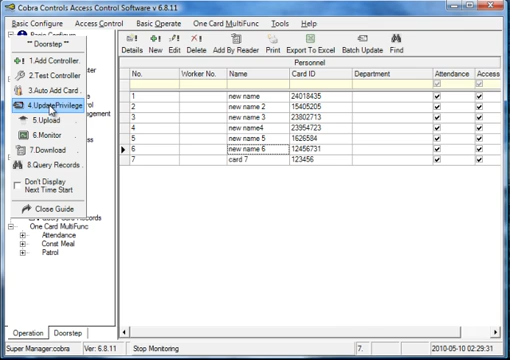 Cobra Controls Access Control Software v 6.8.11
Basic Configure Access Control Basic Operate One Card MultiFunc Tools Help
** Doorstep **
1.Add Controller.
2.Test Controller
3.Auto Add Card .
4.UpdatePrivilege
5.Upload .
6.Monitor .
7.Download .
8.Query Records .
Don't Display
Next Time Start
Close Guide
One Card MultiFunc
Attendance
Const Meal
Patrol
Operation Doorstep
Details New Edit Delete Add By Reader Print Export To Excel Batch Update Find
Personnel
No. Worker No. Name Card ID Department Attendance Access
1 new name 24018435
2 new name 2 15405205
3 new name 3 23802713
4 new name4 23954723
5 new name 5 1626584
6 new name 6 12456731
7 card 7 123456
Super Manager:cobra Ver: 6.8.11 Stop Monitoring 7. 2010-05-10 02:29:31